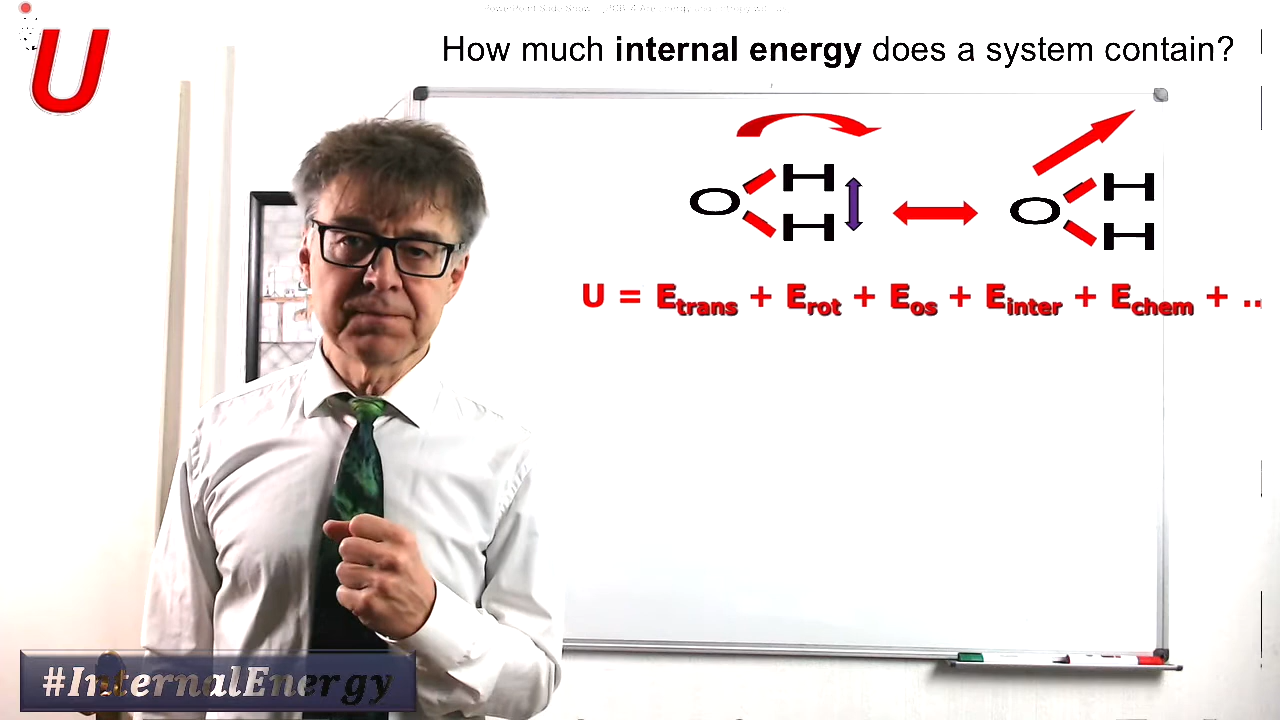 U
How much internal energy does a system contain?
O H H O H H
U = Etrans + Erot + Eos + Einter + Echem + ..
#InternalEnergy